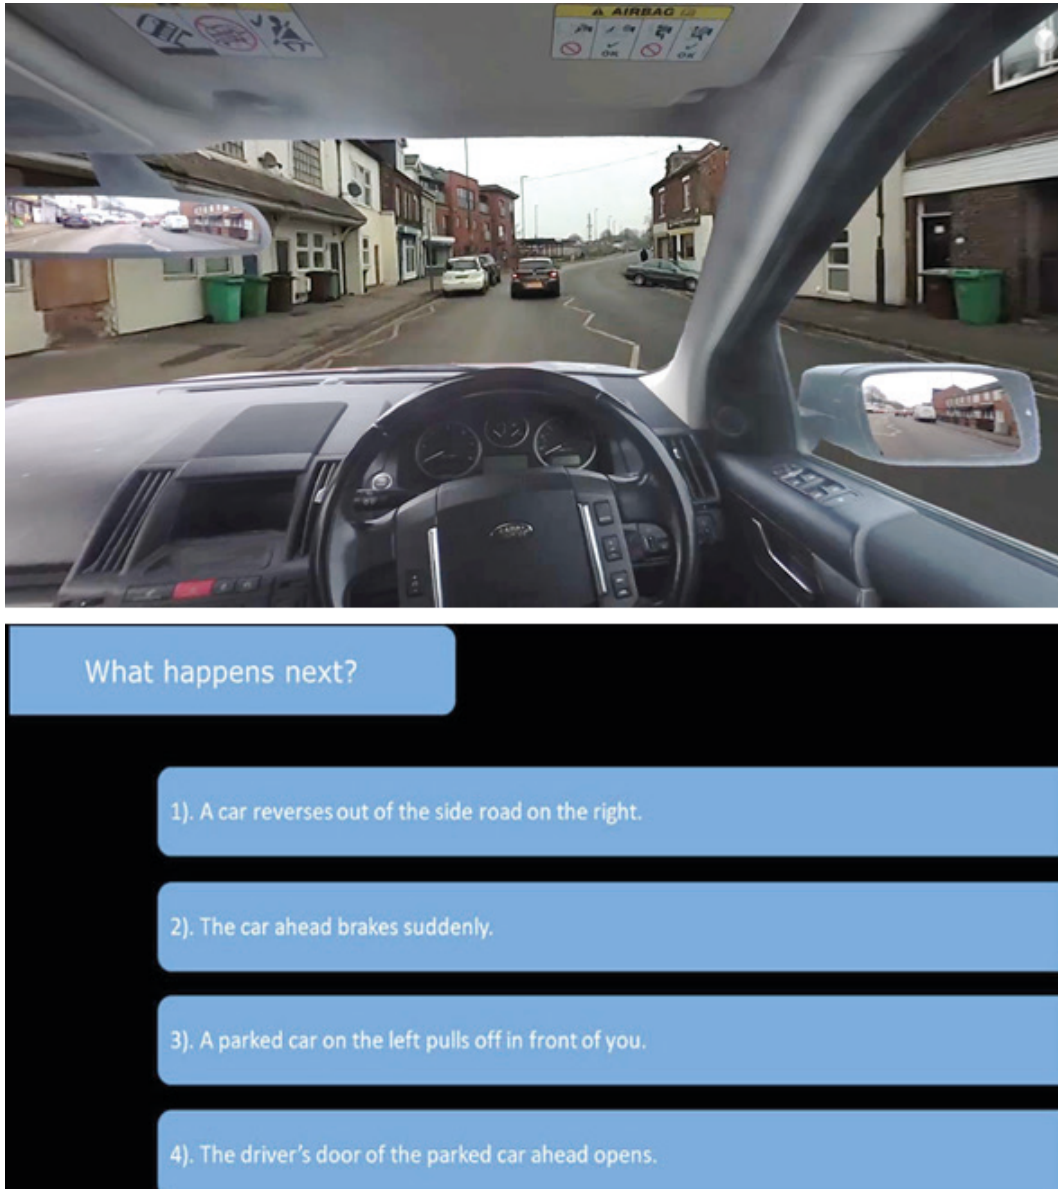 AIRBAG
OK
OK
What happens next?
1). A car reverses out of the side road on the right.
2). The car ahead brakes suddenly.
3). A parked car on the left pulls off in front of you.
4). The driver's door of the parked car ahead opens.